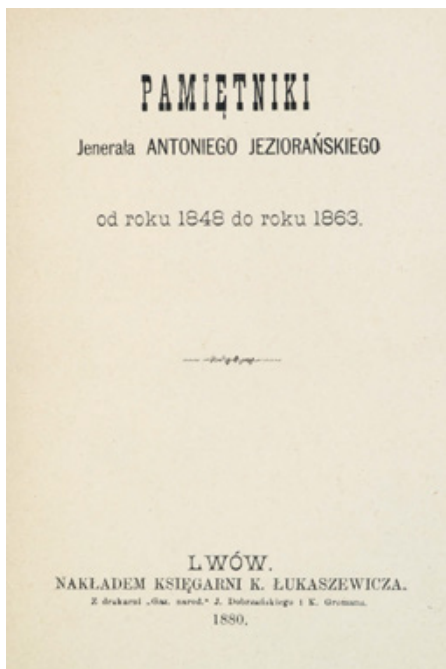 PAMIĘTNIKI
Jenerała ANTONIEGO JEZIORAŃSKIEGO
od roku 1848 do roku 1863.
LWÓW.
NAKŁADEM KSIĘGARNI K. ŁUKASZEWICZA.
Z drukarni „Gaz. narod.“ J. Dobrzańskiego i K. Gromana.
1880.